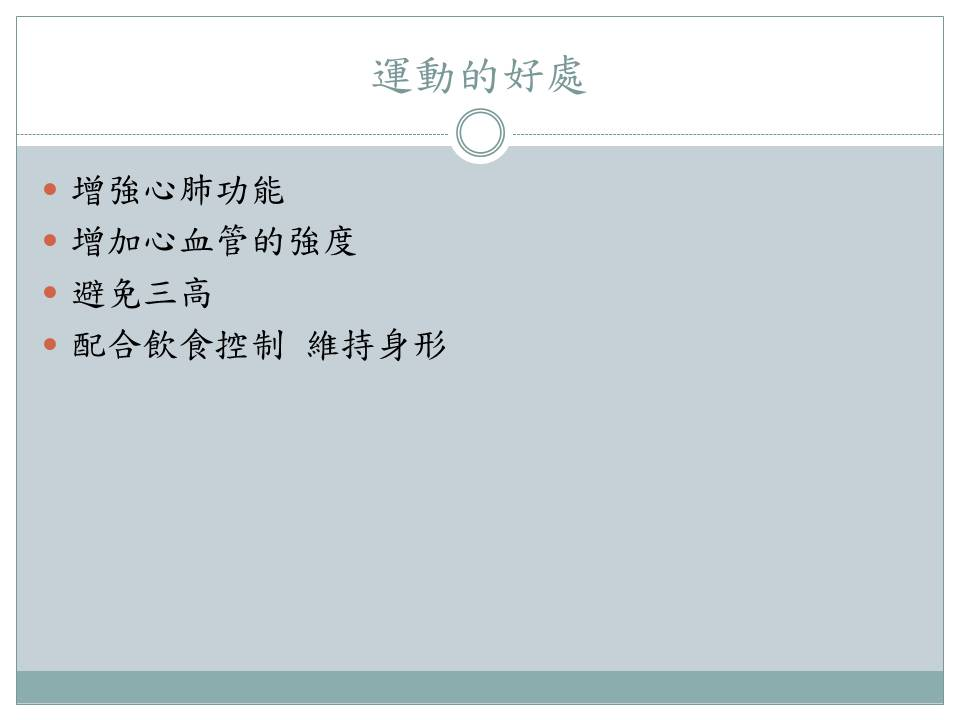 運動的好處
增強心肺功能
增加心血管的強度
避免三高
配合飲食控制 維持身形